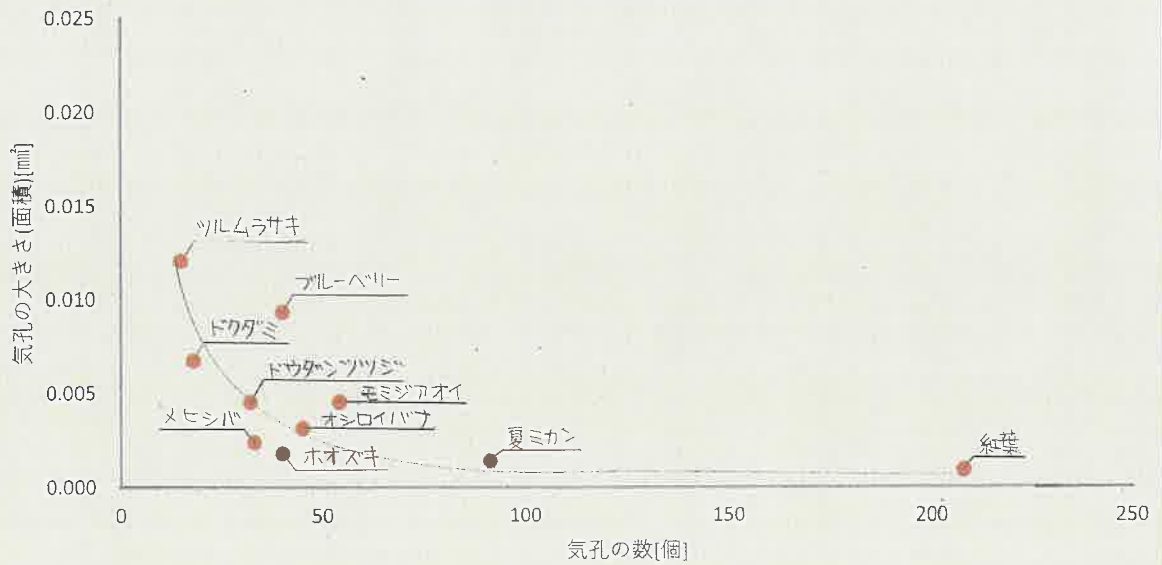 0.025
0.020
0.015
0.010
0.005
0.000
気孔の大きさ(面積)[㎟]
ツルムラサキ
ブルーベリー
ドクダミ
ドウダンツツジ
モミジアオイ
メヒシバ
オシロイバナ
ホオズキ
夏ミカン
紅葉
0
50
100
150
200
250
気孔の数[個]